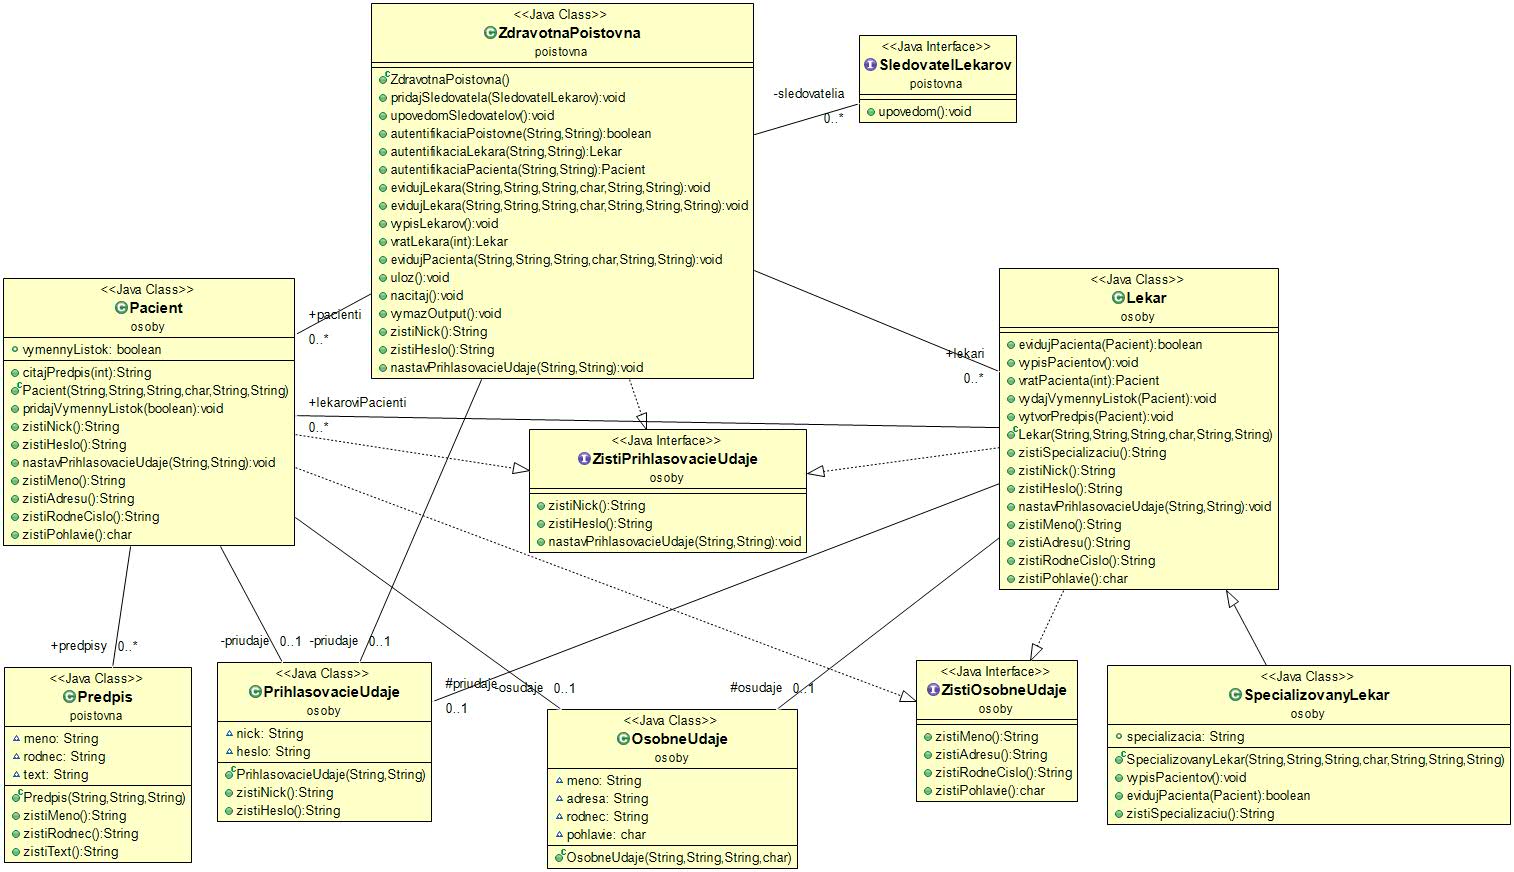 <<Java Class>>
ZdravotnaPoistovna
poistovna
ZdravotnaPoistovna()
pridajSledovatela(SledovatelLekarov):void
upovedomSledovatelov():void
autentifikaciaPoistovne(String,String):boolean
autentifikaciaLekara(String,String):Lekar
autentifikaciaPacienta(String,String):Pacient
evidujLekara(String,String,String,char,String,String):void
evidujLekara(String,String,String,char,String,String,String):void
vypisLekarov():void
vratLekara(int):Lekar
evidujPacienta(String,String,String,char,String,String):void
uloz():void
nacitaj():void
vymazOutput():void
zistiNick():String
zistiHeslo():String
nastavPrihlasovacieUdaje(String,String):void
<<Java Interface>>
SledovatelLekarov
poistovna
upovedom():void
-sledovatelia
0..*
<<Java Class>>
Pacient
osoby
vymennyListok: boolean
citajPredpis(int):String
Pacient(String,String,String,char,String,String)
pridajVymennyListok(boolean):void
zistiNick():String
zistiHeslo():String
nastavPrihlasovacieUdaje(String,String):void
zistiMeno():String
zistiAdresu():String
zistiRodneCislo():String
zistiPohlavie():char
+pacienti
0..*
+lekari
0..*
+lekaroviPacienti
0..*
<<Java Class>>
Lekar
osoby
evidujPacienta(Pacient):boolean
vypisPacientov():void
vratPacienta(int):Pacient
vydajVymennyListok(Pacient):void
vytvorPredpis(Pacient):void
Lekar(String,String,String,char,String,String)
zistiSpecializaciu():String
zistiNick():String
zistiHeslo():String
nastavPrihlasovacieUdaje(String,String):void
zistiMeno():String
zistiAdresu():String
zistiRodneCislo():String
zistiPohlavie():char
<<Java Interface>>
ZistiPrihlasovacieUdaje
osoby
zistiNick():String
zistiHeslo():String
nastavPrihlasovacieUdaje(String,String):void
+predpisy
0..*
-priudaje
0..1
-priudaje
0..1
#priudaje
0..1
-osudaje
0..1
#osudaje
0..1
<<Java Class>>
Predpis
poistovna
meno: String
rodnec: String
text: String
Predpis(String,String,String)
zistiMeno():String
zistiRodnec():String
zistiText():String
<<Java Class>>
PrihlasovacieUdaje
osoby
nick: String
heslo: String
PrihlasovacieUdaje(String,String)
zistiNick():String
zistiHeslo():String
<<Java Class>>
OsobneUdaje
osoby
meno: String
adresa: String
rodnec: String
pohlavie: char
OsobneUdaje(String,String,String,char)
<<Java Interface>>
ZistiOsobneUdaje
osoby
zistiMeno():String
zistiAdresu():String
zistiRodneCislo():String
zistiPohlavie():char
<<Java Class>>
SpecializovanyLekar
osoby
specializacia: String
SpecializovanyLekar(String,String,String,char,String,String,String)
vypisPacientov():void
evidujPacienta(Pacient):boolean
zistiSpecializaciu():String